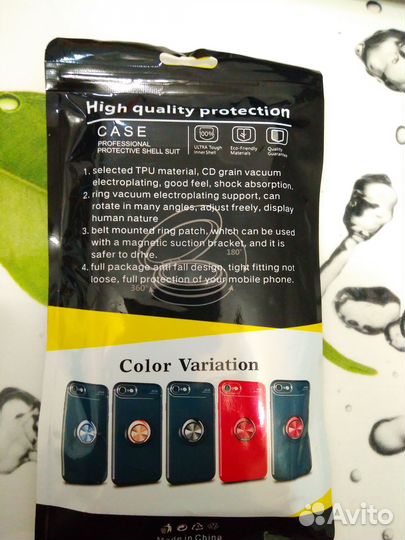 High quality protection
CASE
PROFESSIONAL
PROTECTIVE SHELL SUIT
100%
ULTRA Tough
Inner Shell
Eco-Friendly
Materials
Quality
Guarantee
1. selected TPU material, CD grain vacuum
electroplating, good feel, shock absorption.
2. ring vacuum electroplating support, can
rotate in many angles, adjust freely, display
human nature
3. belt mounted ring patch, which can be used
with a magnetic suction bracket, and it is
safer to drive.
4. full package anti fall design, tight fitting not
loose, full protection of your mobile phone.
180°
360°
Color Variation
Made in China
Avito